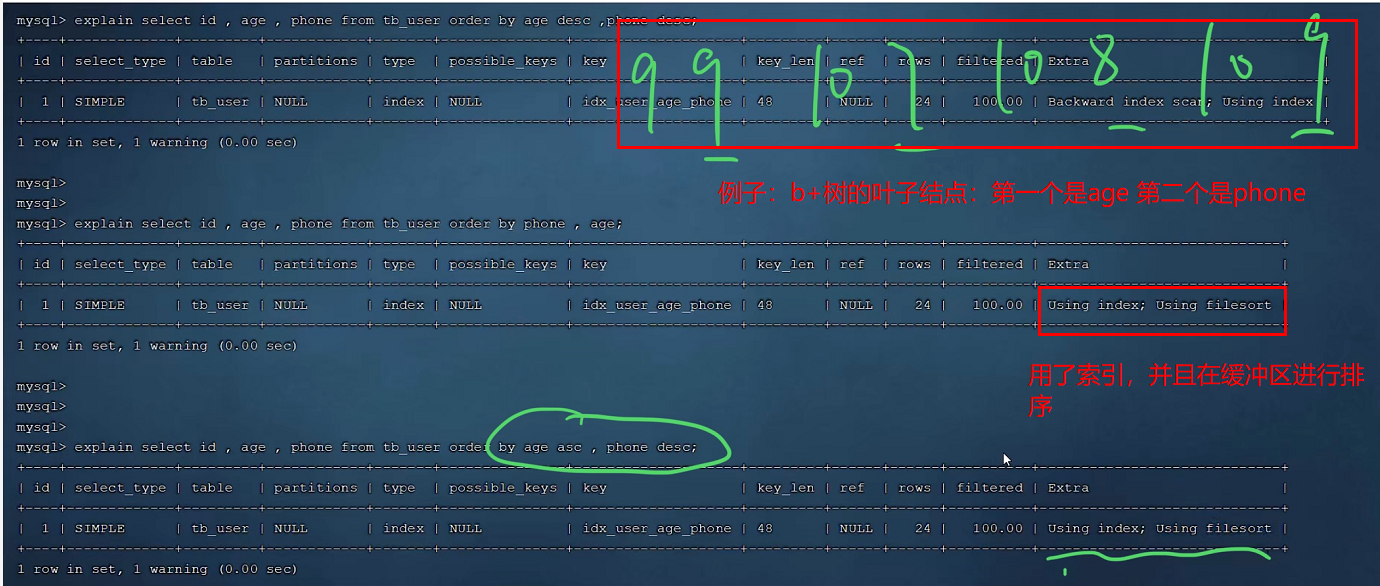 mysql> explain select id , age , phone from tb_user order by age desc ,phone desc;
+----+-------------+---------+------------+-------+---------------+--------------------+---------+------+------+----------+----------------------------------+
| id | select_type | table | partitions | type | possible_keys | key | key_len | ref | rows | filtered | Extra |
| 1 | SIMPLE | tb_user | NULL | index | NULL | idx_user_age_phone | 48 | NULL | 24 | 100.00 | Backward index scan; Using index |
9 9 10 7 10 8 10 9
1 row in set, 1 warning (0.00 sec)
mysql>
例子：b+树的叶子结点：第一个是age 第二个是phone
mysql>
mysql> explain select id , age , phone from tb_user order by phone , age;
| id | select_type | table | partitions | type | possible_keys | key | key_len | ref | rows | filtered | Extra |
| 1 | SIMPLE | tb_user | NULL | index | NULL | idx_user_age_phone | 48 | NULL | 24 | 100.00 | Using index; Using filesort |
1 row in set, 1 warning (0.00 sec)
用了索引，并且在缓冲区进行排
序
mysql>
mysql>
mysql>
mysql> explain select id , age , phone from tb_user order by age asc , phone desc;
| id | select_type | table | partitions | type | possible_keys | key | key_len | ref | rows | filtered | Extra |
| 1 | SIMPLE | tb_user | NULL | index | NULL | idx_user_age_phone | 48 | NULL | 24 | 100.00 | Using index; Using filesort |
1 row in set, 1 warning (0.00 sec)